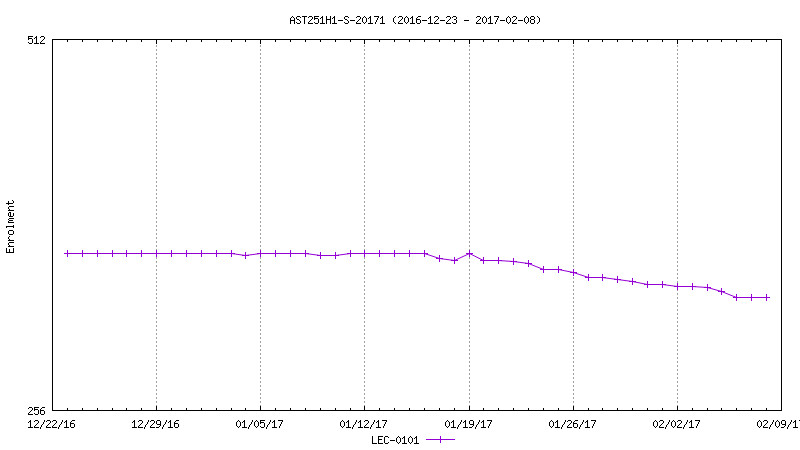 AST251H1-S-20171 (2016-12-23 - 2017-02-08)
512
Enrolment
256
12/22/16 12/29/16 01/05/17 01/12/17 01/19/17 01/26/17 02/02/17 02/09/1
LEC-0101